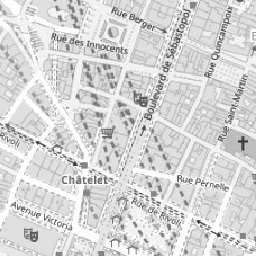 Rue Berger
Rue des Innocents
Boulevard de Sébastopol
Rue Quincampoix
Rue Saint-Martin
Rivoli
Châtelet
Rue Pernelle
Avenue Victoria
Rue de Rivoli